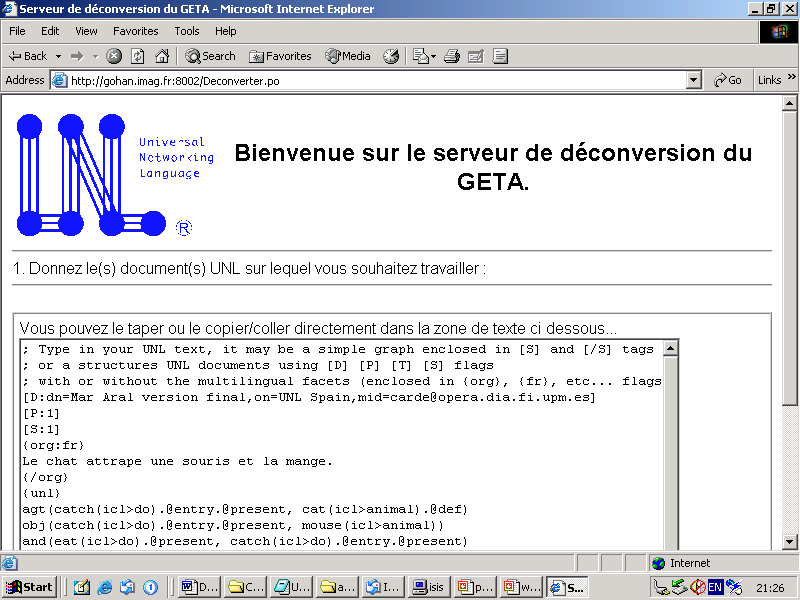 Serveur de déconversion du GETA - Microsoft Internet Explorer
File Edit View Favorites Tools Help
Back Search Favorites Media
Address http://gohan.imag.fr:8002/Deconverter.po Go Links »
Universal
Networking
Language
®
Bienvenue sur le serveur de déconversion du
GETA.
1. Donnez le(s) document(s) UNL sur lequel vous souhaitez travailler :
Vous pouvez le taper ou le copier/coller directement dans la zone de texte ci dessous...
; Type in your UNL text, it may be a simple graph enclosed in [S] and [/S] tags
; or a structures UNL documents using [D] [P] [T] [S] flags
; with or without the multilingual facets (enclosed in {org}, {fr}, etc... flags
[D:dn=Mar Aral version final,on=UNL Spain,mid=carde@opera.dia.fi.upm.es]
[P:1]
[S:1]
{org:fr}
Le chat attrape une souris et la mange.
{/org}
{unl}
agt(catch(icl>do).@entry.@present, cat(icl>animal).@def)
obj(catch(icl>do).@entry.@present, mouse(icl>animal))
and(eat(icl>do).@present, catch(icl>do).@entry.@present)
Internet
Start D... C... U... a... I... isis p... w... S... EN 21:26